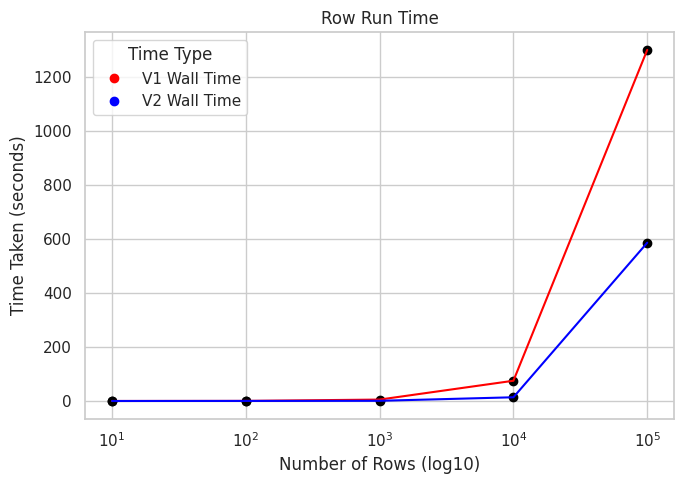 Row Run Time
Time Type
V1 Wall Time
V2 Wall Time
Time Taken (seconds)
1200
1000
800
600
400
200
0
10¹
10²
10³
10⁴
10⁵
Number of Rows (log10)